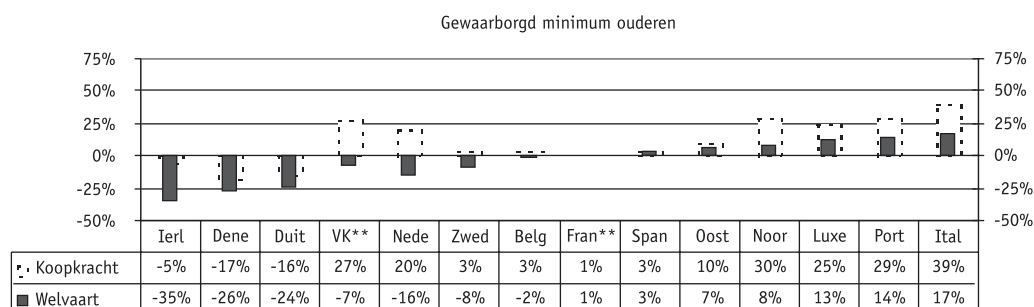 Gewaarborgd minimum ouderen
75% 75%
50% 50%
25% 25%
0% 0%
-25% -25%
-50% -50%
Ierl Dene Duit VK** Nede Zwed Belg Fran** Span Oost Noor Luxe Port Ital
Koopkracht -5% -17% -16% 27% 20% 3% 3% 1% 3% 10% 30% 25% 29% 39%
Welvaart -35% -26% -24% -7% -16% -8% -2% 1% 3% 7% 8% 13% 14% 17%